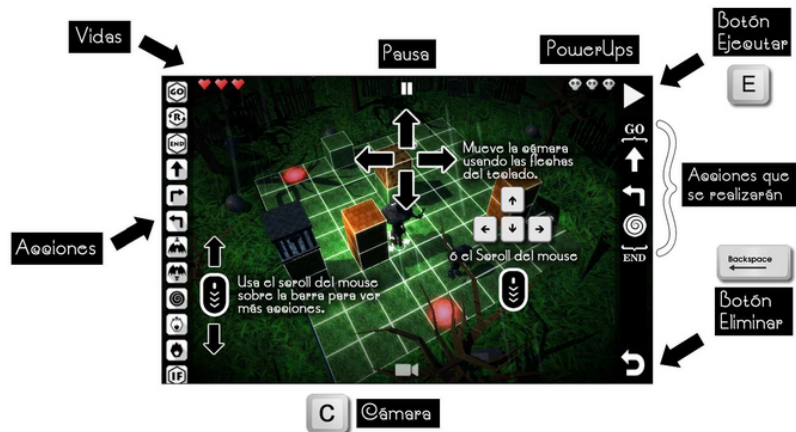 Vidas
Pausa
PowerUps
Botón
Ejecutar
E
GO
R
END
GO
Mueve la cámara
usando las flechas
del teclado.
Acciones que
se realizarán
Acciones
ó el Scroll del mouse
END
Backspace
Usa el scroll del mouse
sobre la barra para ver
más acciones.
Botón
Eliminar
IF
C
Cámara